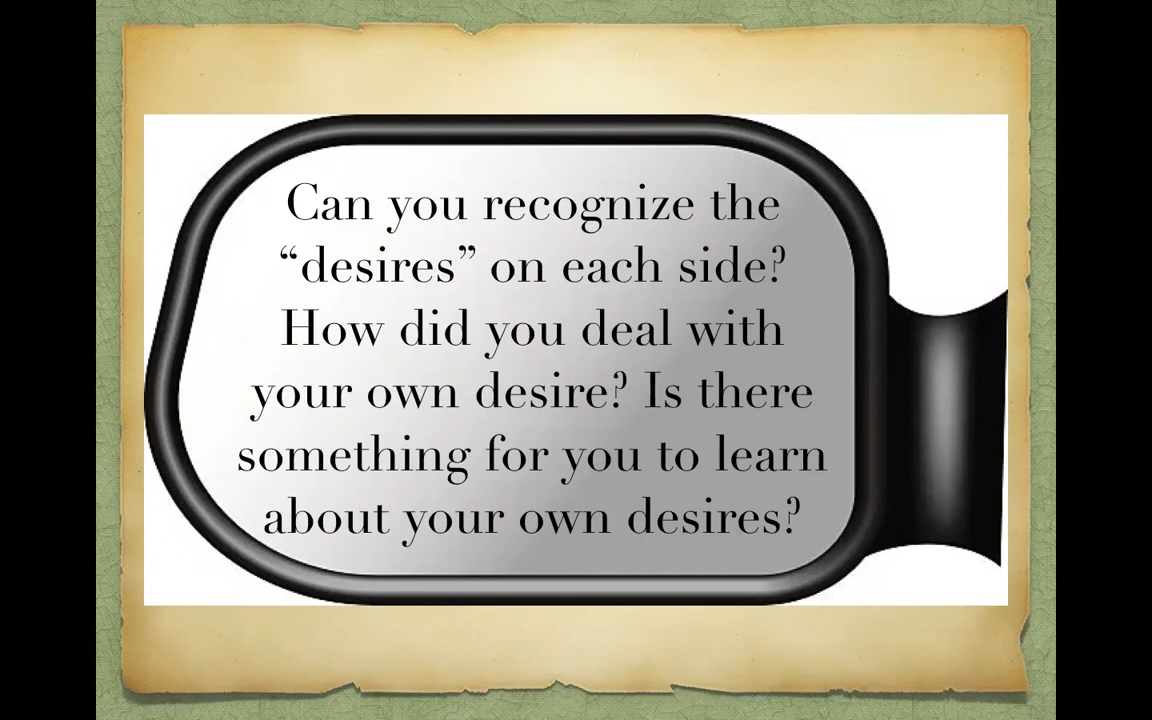 Can you recognize the
“desires” on each side?
How did you deal with
your own desire? Is there
something for you to learn
about your own desires?